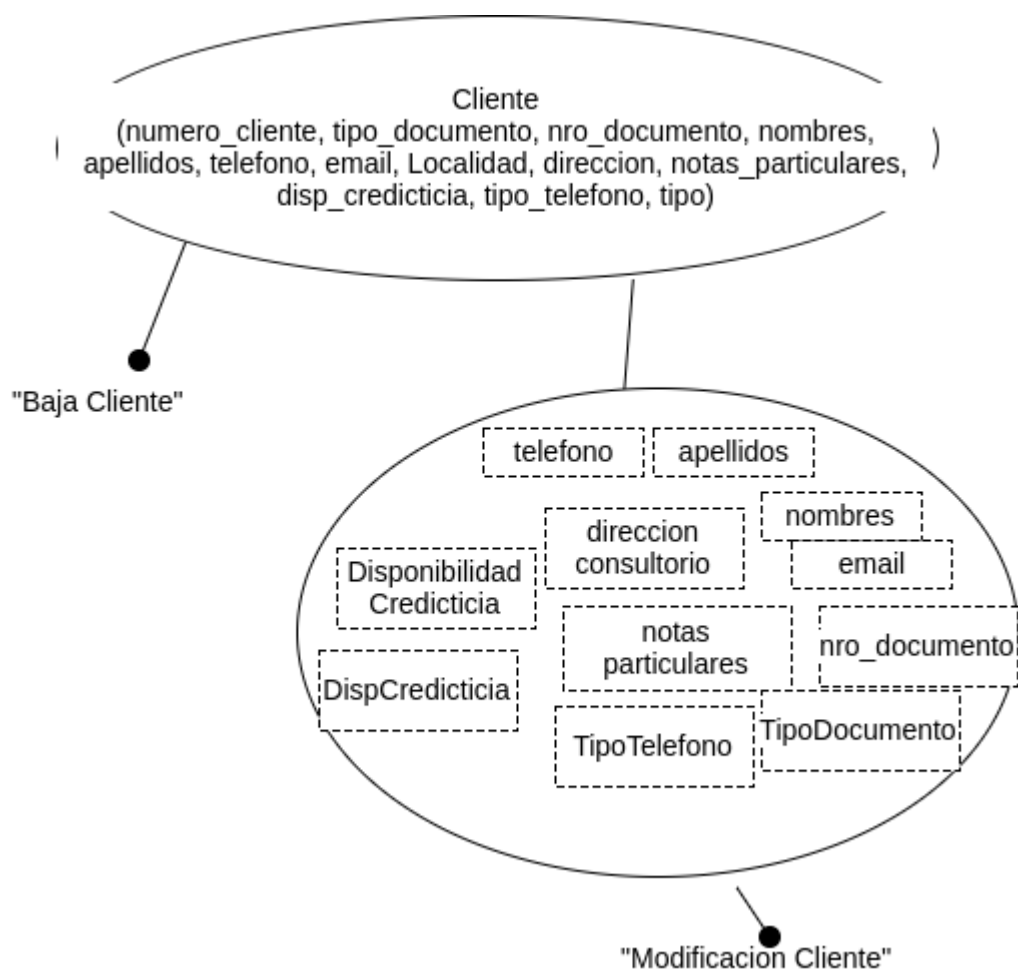 Cliente
(numero_cliente, tipo_documento, nro_documento, nombres,
apellidos, telefono, email, Localidad, direccion, notas_particulares,
disp_credicticia, tipo_telefono, tipo)
"Baja Cliente"
telefono
apellidos
nombres
direccion
consultorio
email
Disponibilidad
Credicticia
notas
particulares
nro_documento
DispCredicticia
TipoTelefono
TipoDocumento
"Modificacion Cliente"